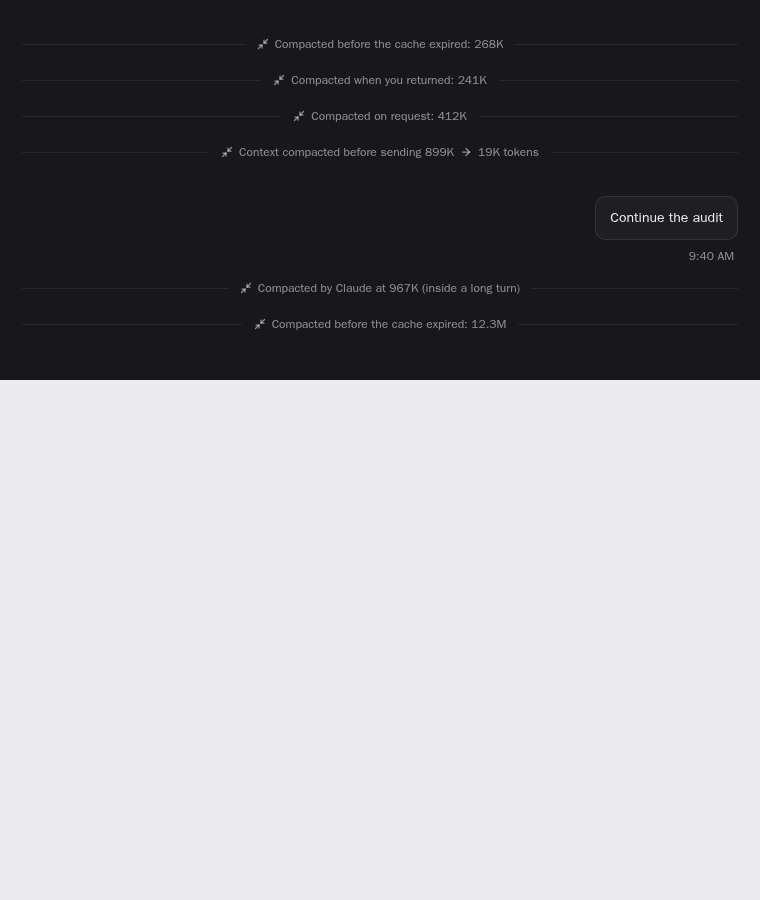 Compacted before the cache expired: 268K
Compacted when you returned: 241K
Compacted on request: 412K
Context compacted before sending 899K → 19K tokens
Continue the audit
9:40 AM
Compacted by Claude at 967K (inside a long turn)
Compacted before the cache expired: 12.3M